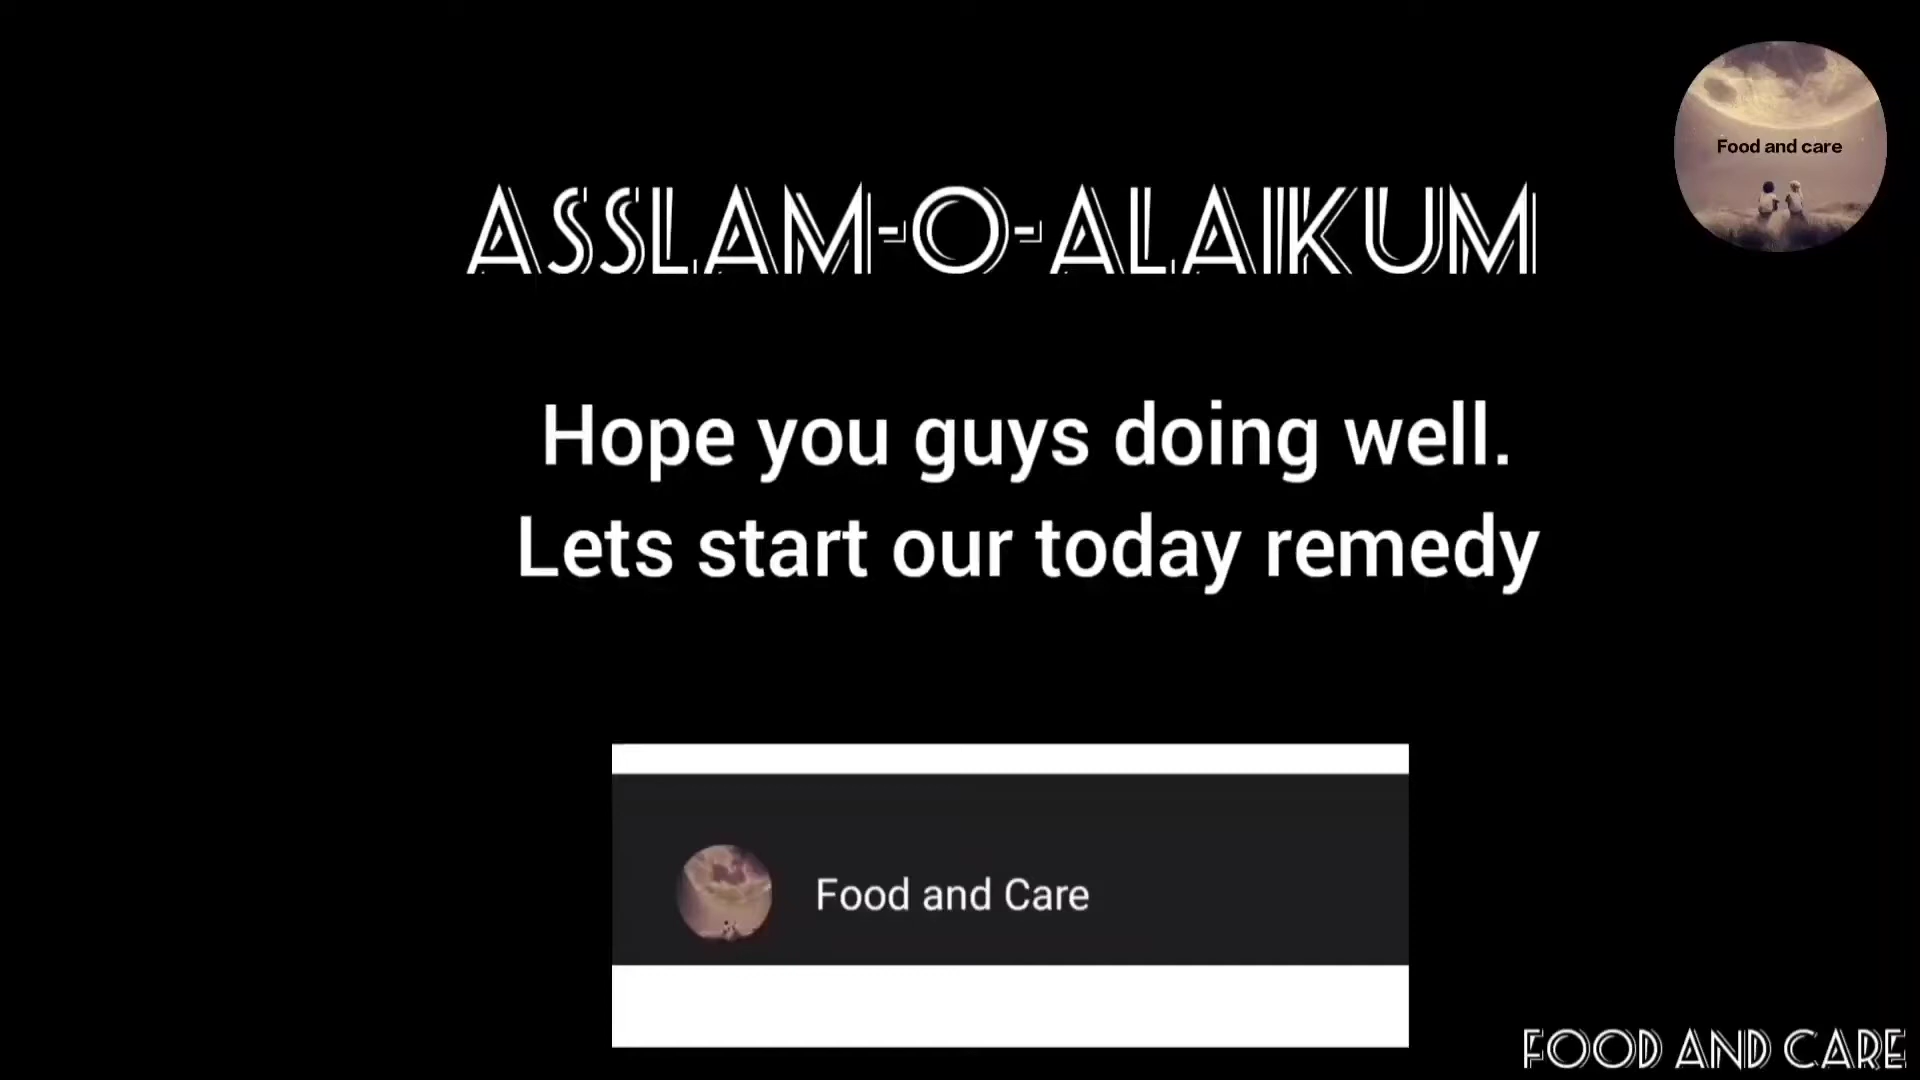 Food and care
ASSLAM-O-ALAIKUM
Hope you guys doing well.
Lets start our today remedy
Food and Care
FOOD AND CARE